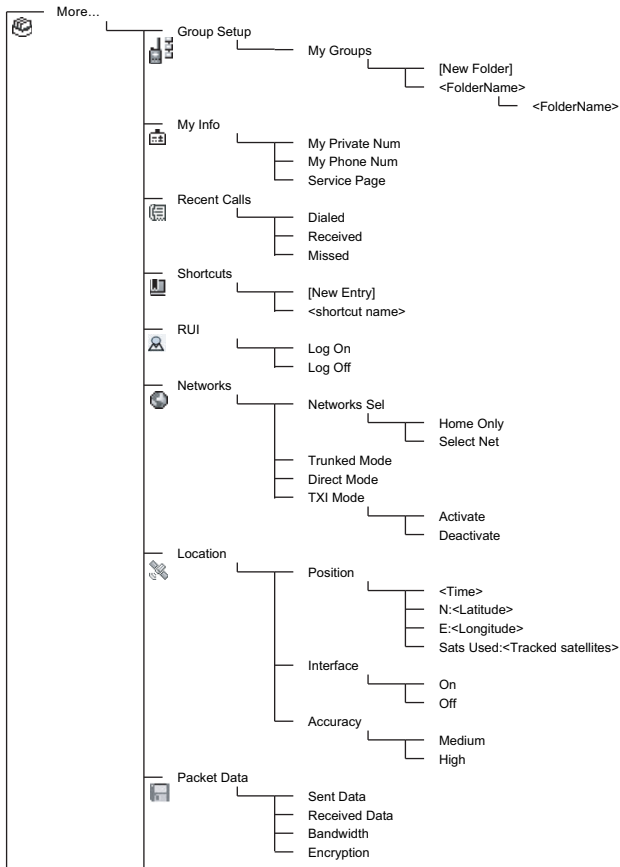 More...
Group Setup
My Groups
[New Folder]
<FolderName>
<FolderName>
My Info
My Private Num
My Phone Num
Service Page
Recent Calls
Dialed
Received
Missed
Shortcuts
[New Entry]
<shortcut name>
RUI
Log On
Log Off
Networks
Networks Sel
Home Only
Select Net
Trunked Mode
Direct Mode
TXI Mode
Activate
Deactivate
Location
Position
<Time>
N:<Latitude>
E:<Longitude>
Sats Used:<Tracked satellites>
Interface
On
Off
Accuracy
Medium
High
Packet Data
Sent Data
Received Data
Bandwidth
Encryption